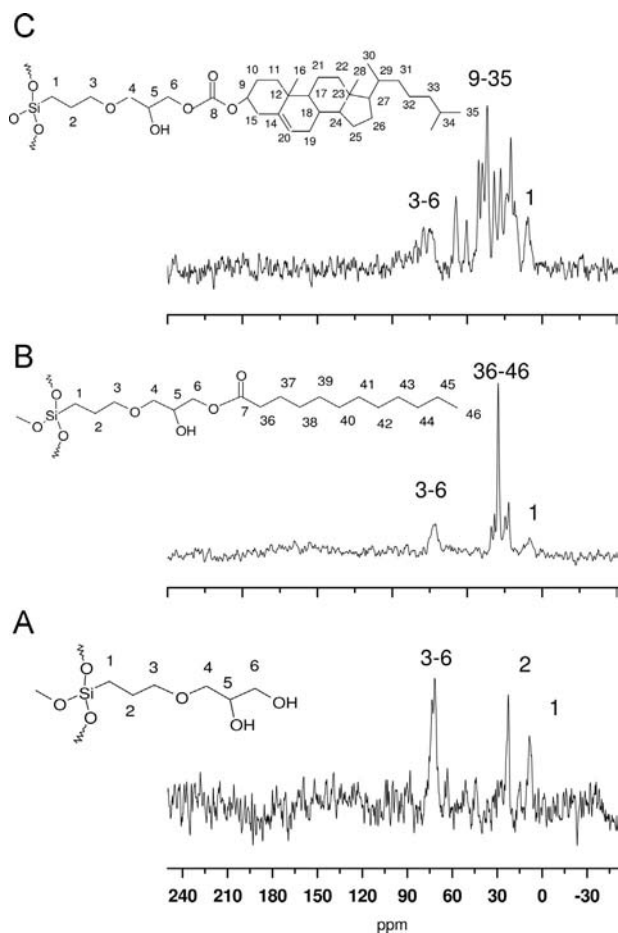 C
30
21 22 28 29 31
10 11 16 9-35
1 3 4 5 6 O 9 12 17 23 27 33
O Si O O O 8 O 18 32
2 OH 15 14 24 26 34 35
20 19 25
3-6 1
B
36-46
O
1 3 4 5 6 O 37 39 41 43 45
O Si O O O 7
2 OH 36 38 40 42 44 46
3-6 1
A
3-6 2
1
O 1 3 4 6
Si O 5 OH
O O 2 OH
240 210 180 150 120 90 60 30 0 -30
ppm